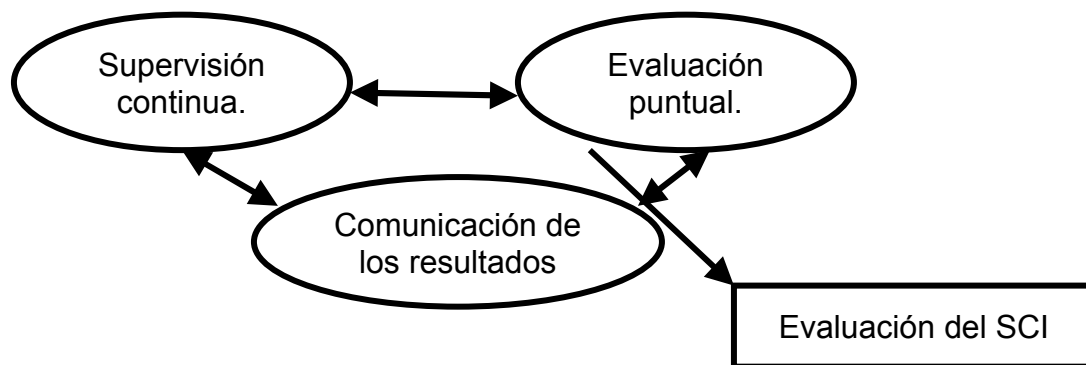 Supervisión
continua.
Evaluación
puntual.
Comunicación de
los resultados
Evaluación del SCI